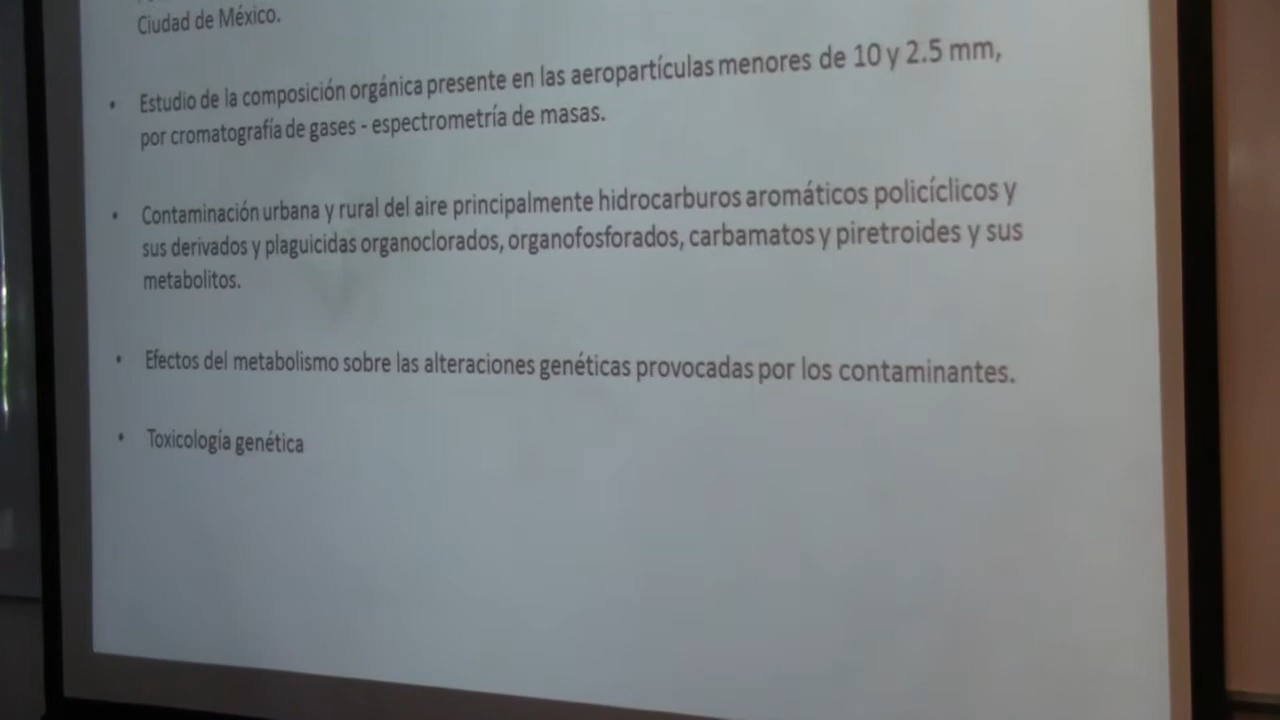 Ciudad de México.
• Estudio de la composición orgánica presente en las aeropartículas menores de 10 y 2.5 mm,
por cromatografía de gases - espectrometría de masas.
• Contaminación urbana y rural del aire principalmente hidrocarburos aromáticos policíclicos y
sus derivados y plaguicidas organoclorados, organofosforados, carbamatos y piretroides y sus
metabolitos.
• Efectos del metabolismo sobre las alteraciones genéticas provocadas por los contaminantes.
• Toxicología genética